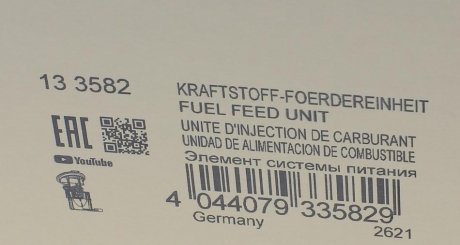 13 3582
KRAFTSTOFF-FOERDEREINHEIT
FUEL FEED UNIT
UNITE D'INJECTION DE CARBURANT
UNIDAD DE ALIMENTACION DE COMBUSTIBLE
Элемент системы питания
EAC
YouTube
4 044079 335829
Germany
2621